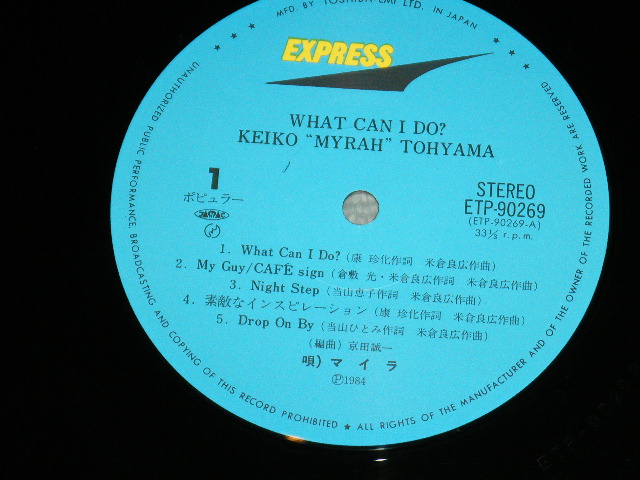 MFD. BY TOSHIBA-EMI LTD. IN JAPAN
EXPRESS
WHAT CAN I DO?
KEIKO "MYRAH" TOHYAMA
1
ポピュラー
STEREO
ETP-90269
(ETP-90269-A)
33⅓ r.p.m.
1. What Can I Do? (康 珍化作詞 米倉良広作曲)
2. My Guy/CAFÉ sign (倉敷 光・米倉良広作詞 米倉良広作曲)
3. Night Step (当山恵子作詞 米倉良広作曲)
4. 素敵なインスピレーション (康 珍化作詞 米倉良広作曲)
5. Drop On By (当山ひとみ作詞 米倉良広作曲)
(編曲) 京田誠一
唄) マイラ
Ⓟ1984
UNAUTHORIZED PUBLIC PERFORMANCE, BROADCASTING AND COPYING OF THIS RECORD PROHIBITED ★ ALL RIGHTS OF THE MANUFACTURER AND OF THE OWNER OF THE RECORDED WORK ARE RESERVED